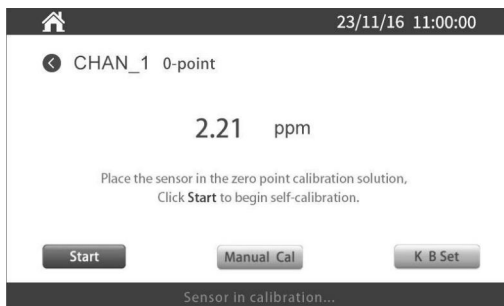 23/11/16 11:00:00
CHAN_1 0-point
2.21 ppm
Place the sensor in the zero point calibration solution,
Click Start to begin self-calibration.
Start Manual Cal K B Set
Sensor in calibration...